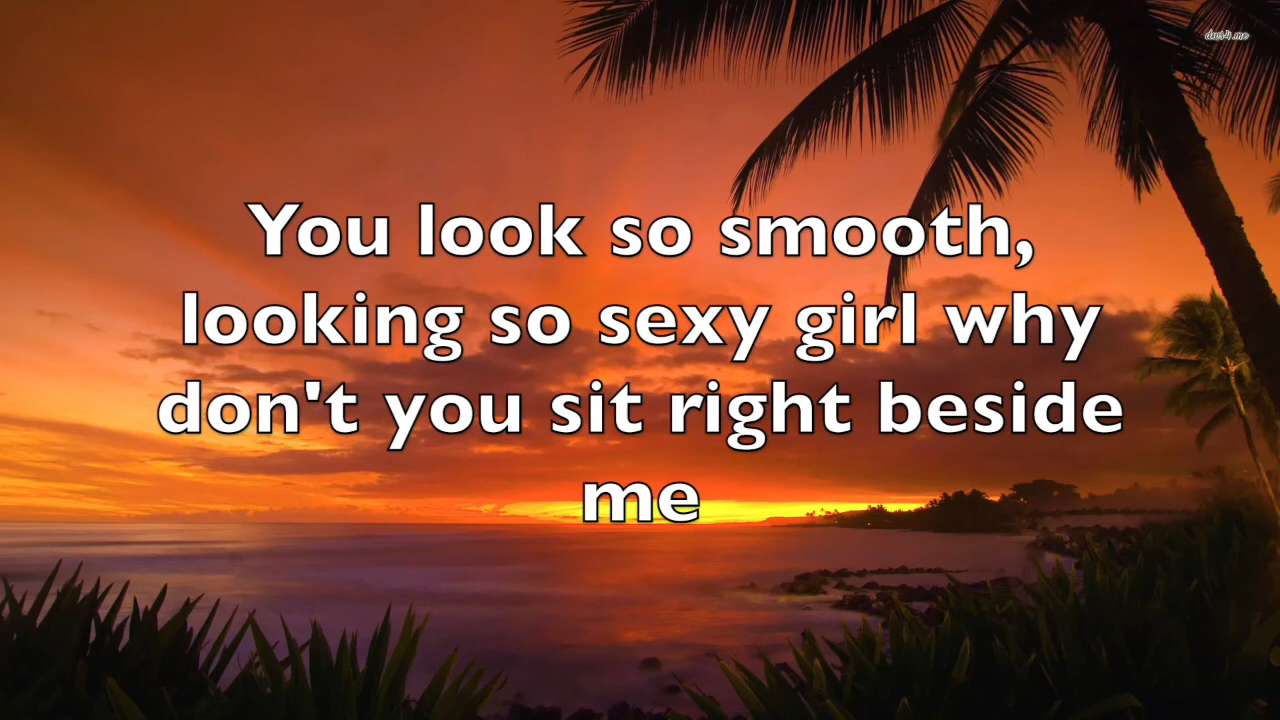 You look so smooth,
looking so sexy girl why
don't you sit right beside
me